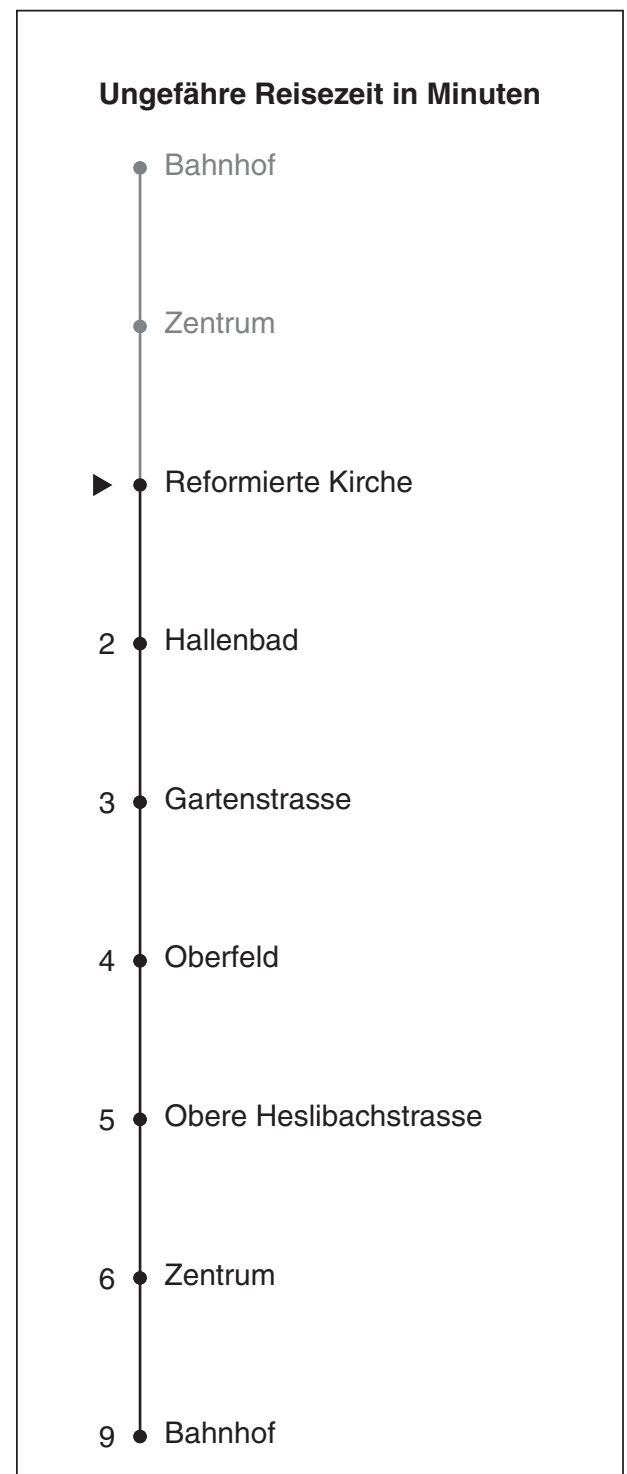 Ungefähre Reisezeit in Minuten
Bahnhof
Zentrum
Reformierte Kirche
2 Hallenbad
3 Gartenstrasse
4 Oberfeld
5 Obere Heslibachstrasse
6 Zentrum
9 Bahnhof